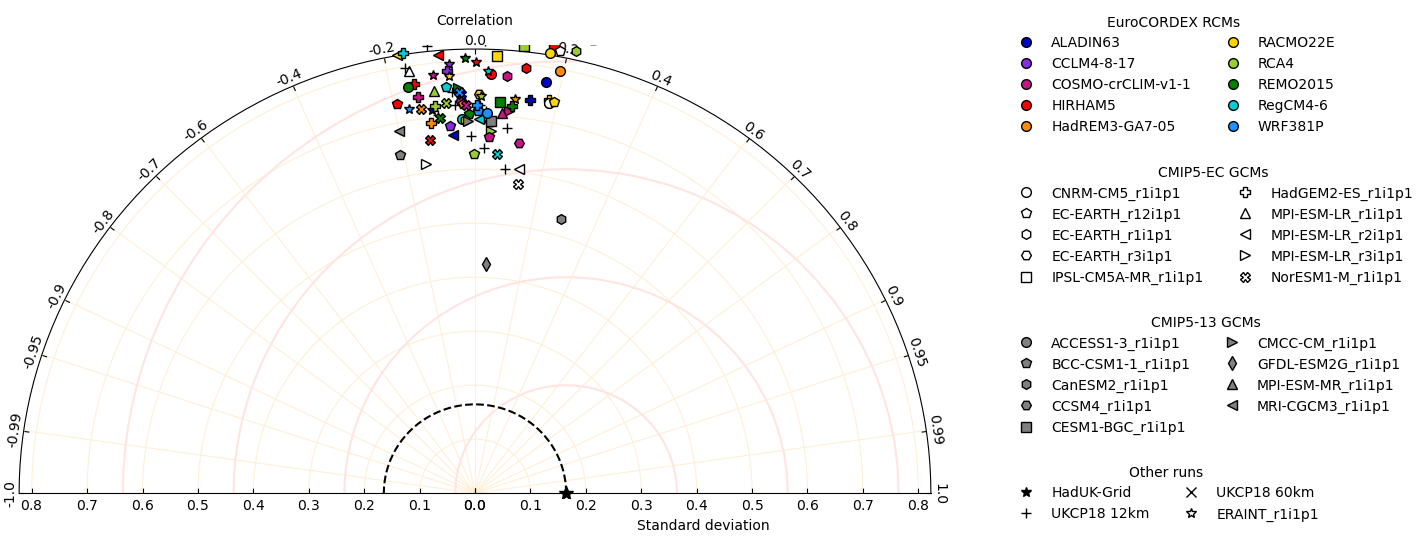 Correlation
-1.0
-0.99
-0.95
-0.9
-0.8
-0.7
-0.6
-0.4
-0.2
0.0
0.2
0.4
0.6
0.7
0.8
0.9
0.95
0.99
1.0
0.8 0.7 0.6 0.5 0.4 0.3 0.2 0.1 0.0 0.1 0.2 0.3 0.4 0.5 0.6 0.7 0.8
Standard deviation
EuroCORDEX RCMs
ALADIN63 RACMO22E
CCLM4-8-17 RCA4
COSMO-crCLIM-v1-1 REMO2015
HIRHAM5 RegCM4-6
HadREM3-GA7-05 WRF381P
CMIP5-EC GCMs
CNRM-CM5_r1i1p1 HadGEM2-ES_r1i1p1
EC-EARTH_r12i1p1 MPI-ESM-LR_r1i1p1
EC-EARTH_r1i1p1 MPI-ESM-LR_r2i1p1
EC-EARTH_r3i1p1 MPI-ESM-LR_r3i1p1
IPSL-CM5A-MR_r1i1p1 NorESM1-M_r1i1p1
CMIP5-13 GCMs
ACCESS1-3_r1i1p1 CMCC-CM_r1i1p1
BCC-CSM1-1_r1i1p1 GFDL-ESM2G_r1i1p1
CanESM2_r1i1p1 MPI-ESM-MR_r1i1p1
CCSM4_r1i1p1 MRI-CGCM3_r1i1p1
CESM1-BGC_r1i1p1
Other runs
HadUK-Grid UKCP18 60km
UKCP18 12km ERAINT_r1i1p1